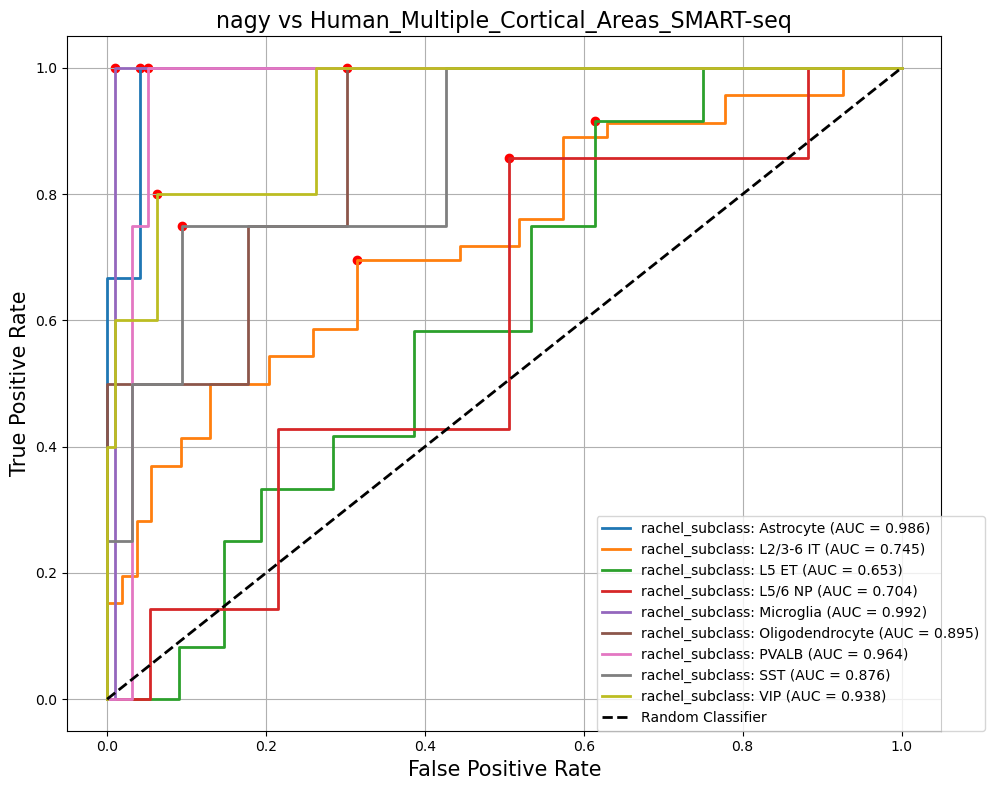 nagy vs Human_Multiple_Cortical_Areas_SMART-seq
True Positive Rate
1.0
0.8
0.6
0.4
0.2
0.0
rachel_subclass: Astrocyte (AUC = 0.986)
rachel_subclass: L2/3-6 IT (AUC = 0.745)
rachel_subclass: L5 ET (AUC = 0.653)
rachel_subclass: L5/6 NP (AUC = 0.704)
rachel_subclass: Microglia (AUC = 0.992)
rachel_subclass: Oligodendrocyte (AUC = 0.895)
rachel_subclass: PVALB (AUC = 0.964)
rachel_subclass: SST (AUC = 0.876)
rachel_subclass: VIP (AUC = 0.938)
Random Classifier
0.0 0.2 0.4 0.6 0.8 1.0
False Positive Rate